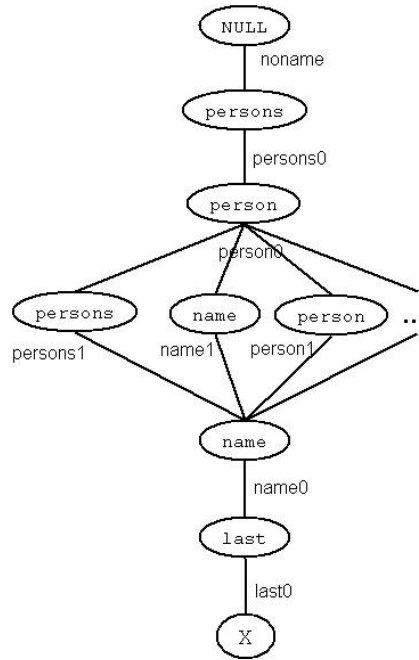 NULL
noname
persons
persons0
person
person0
persons name person ...
persons1 name1 person1
name
name0
last
last0
X